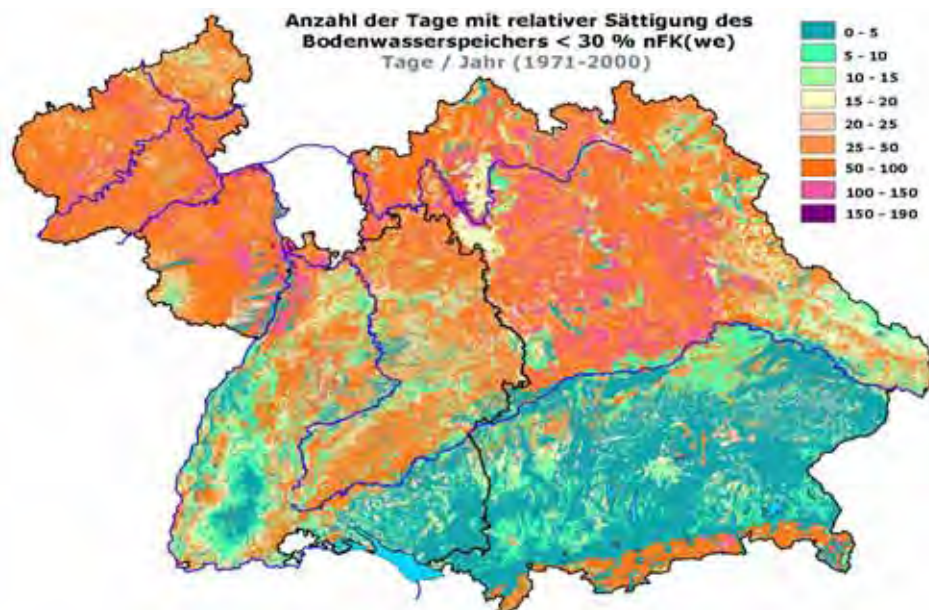 Anzahl der Tage mit relativer Sättigung des
Bodenwasserspeichers < 30 % nFK(we)
Tage / Jahr (1971-2000)
0 - 5
5 - 10
10 - 15
15 - 20
20 - 25
25 - 50
50 - 100
100 - 150
150 - 190